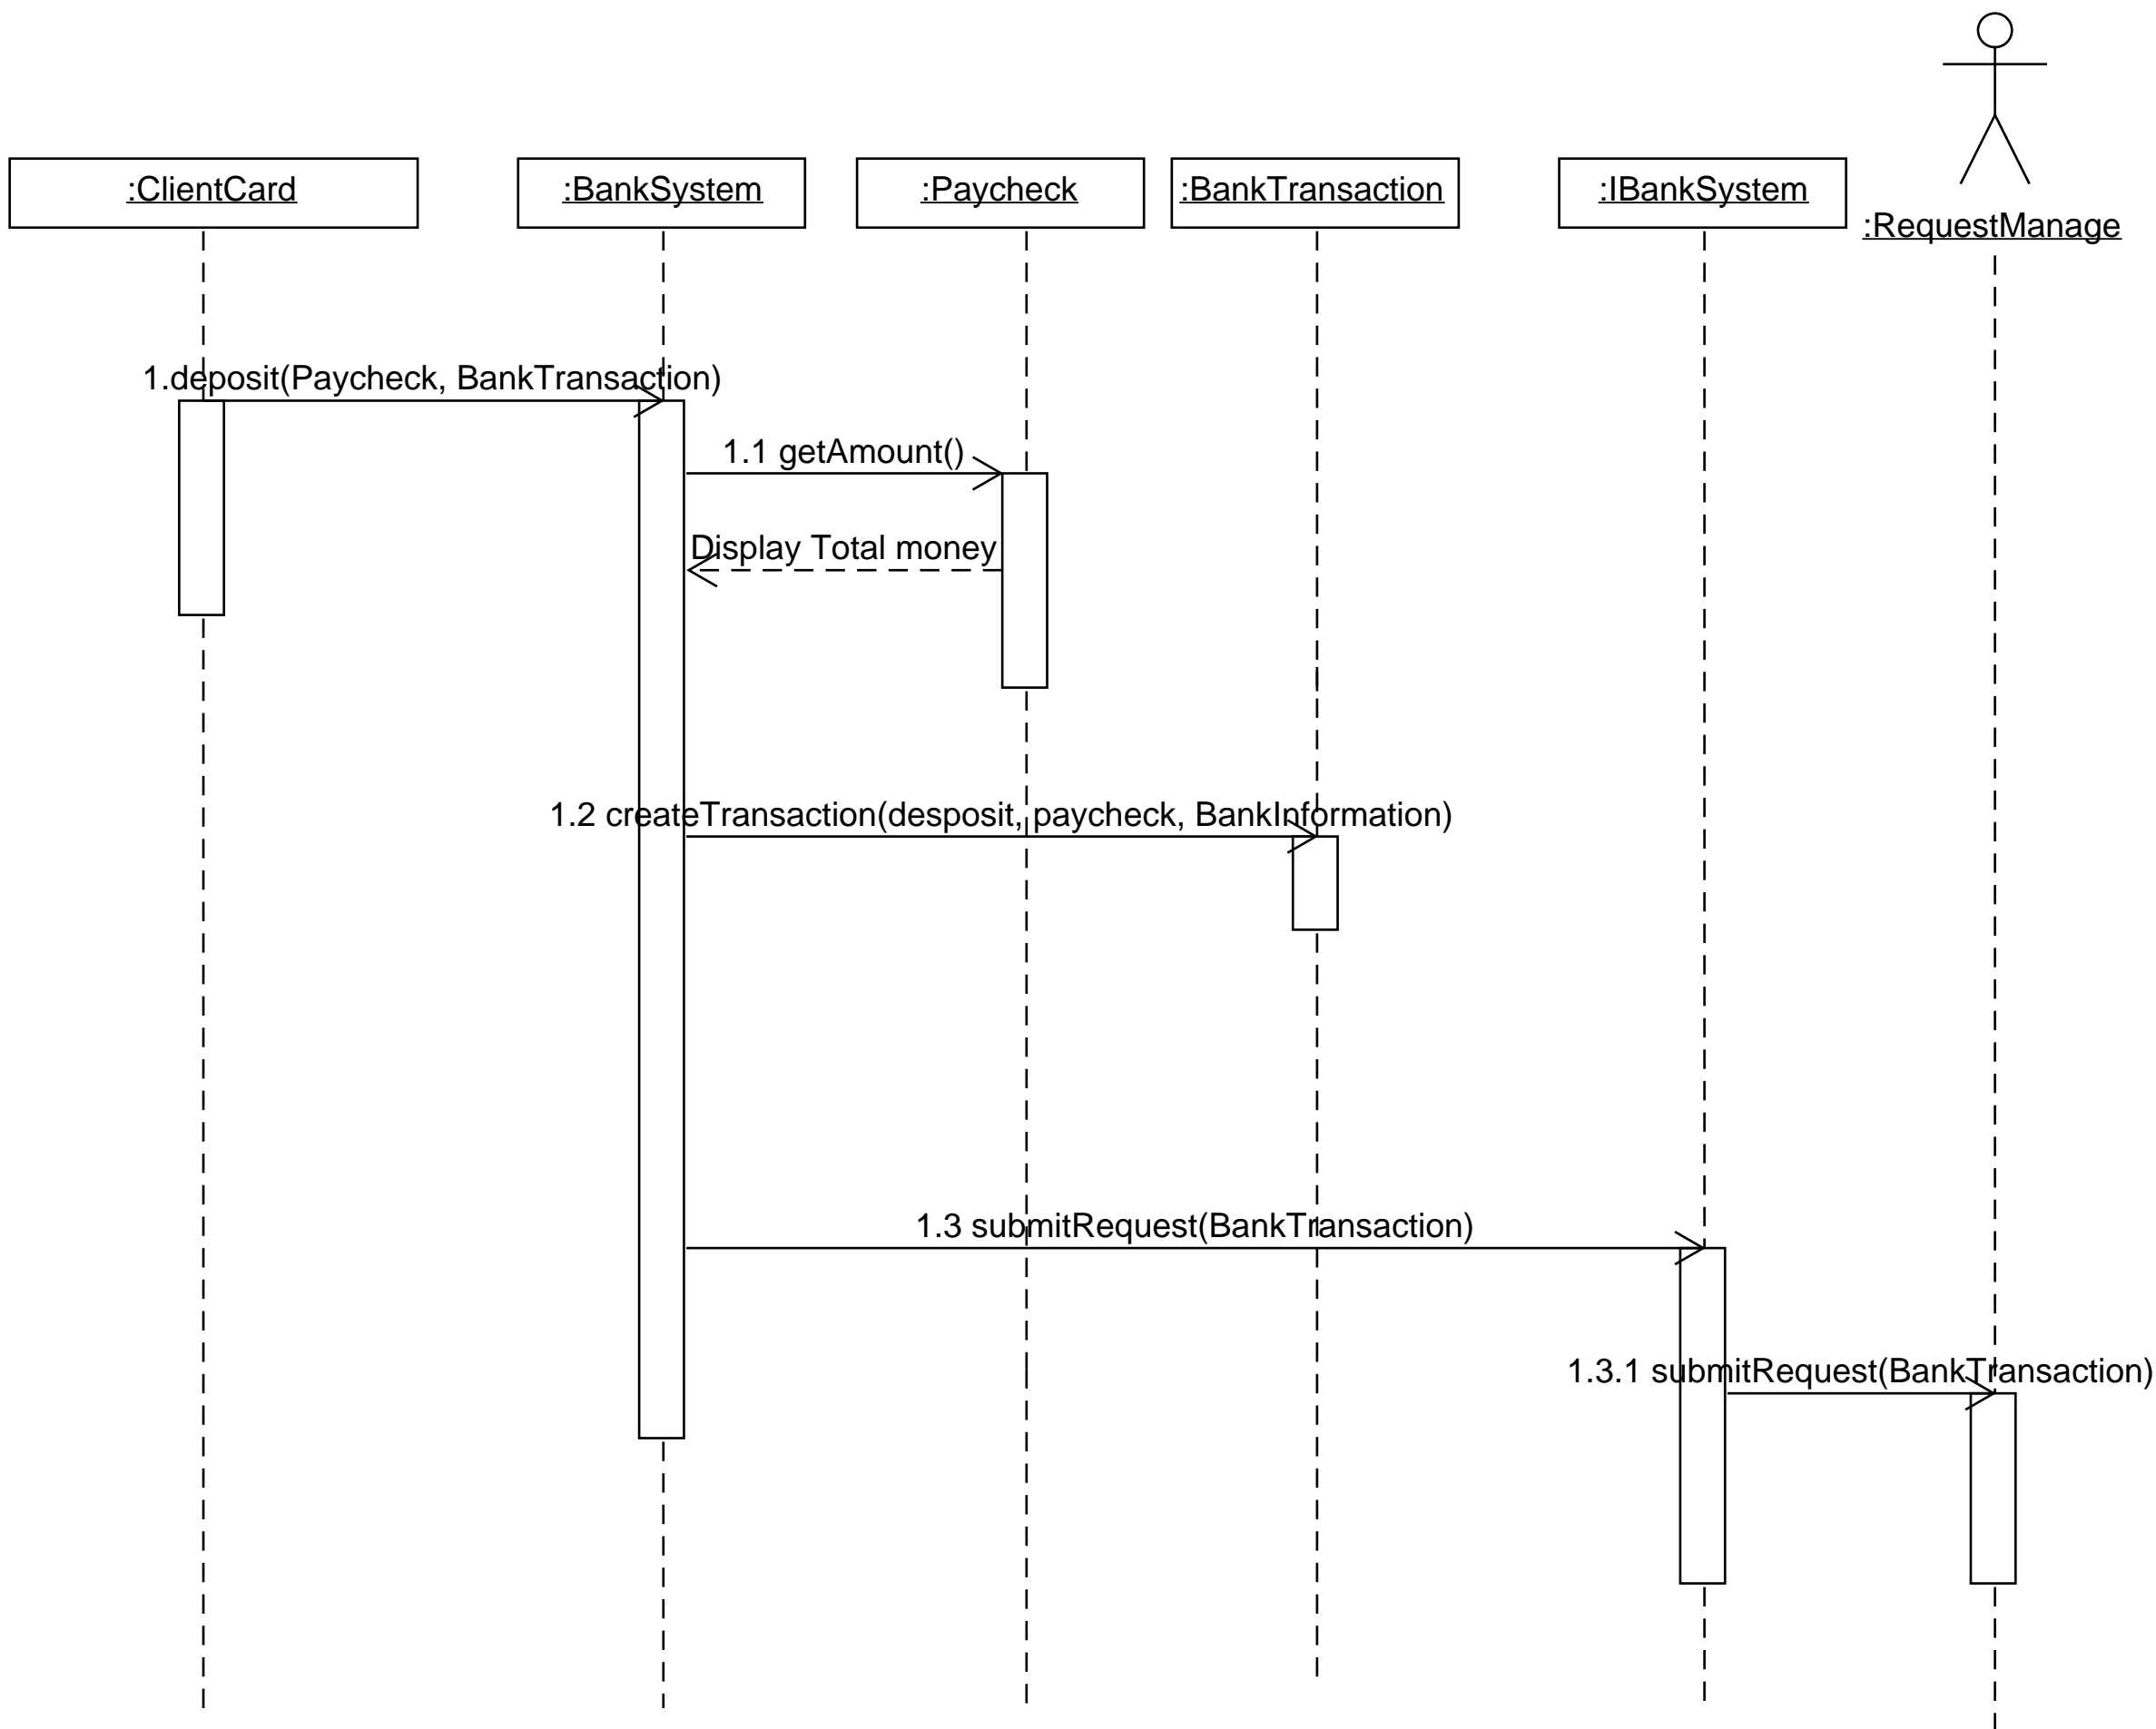 :ClientCard
:BankSystem
:Paycheck
:BankTransaction
:IBankSystem
:RequestManage
1.deposit(Paycheck, BankTransaction)
1.1 getAmount()
Display Total money
1.2 createTransaction(desposit, paycheck, BankInformation)
1.3 submitRequest(BankTransaction)
1.3.1 submitRequest(BankTransaction)